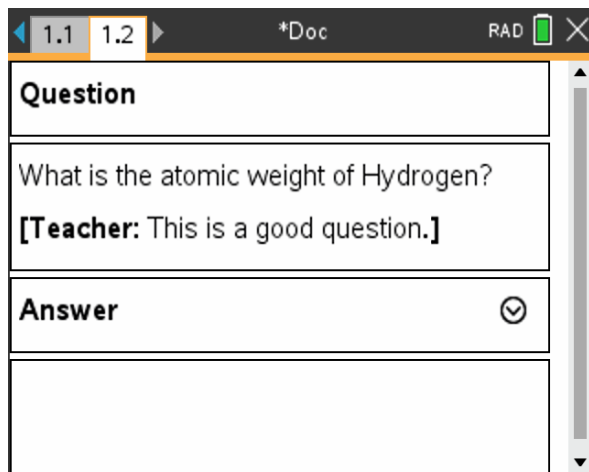 1.1 1.2 *Doc RAD
Question
What is the atomic weight of Hydrogen?
[Teacher: This is a good question.]
Answer